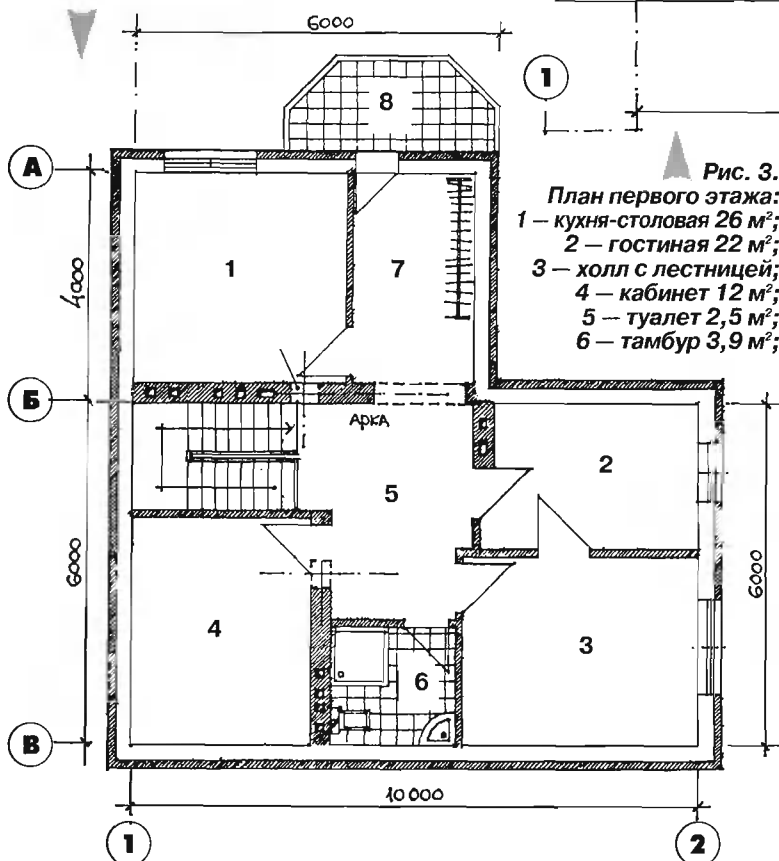 6000
8
1
А
Рис. 3.
План первого этажа:
1 – кухня-столовая 26 м²;
2 — гостиная 22 м²;
3 – холл с лестницей;
4 – кабинет 12 м²;
5 – туалет 2,5 м²;
6 – тамбур 3,9 м²;
1
7
4000
Б
АРКА
2
5
6000
6000
4
3
6
В
10 000
1
2